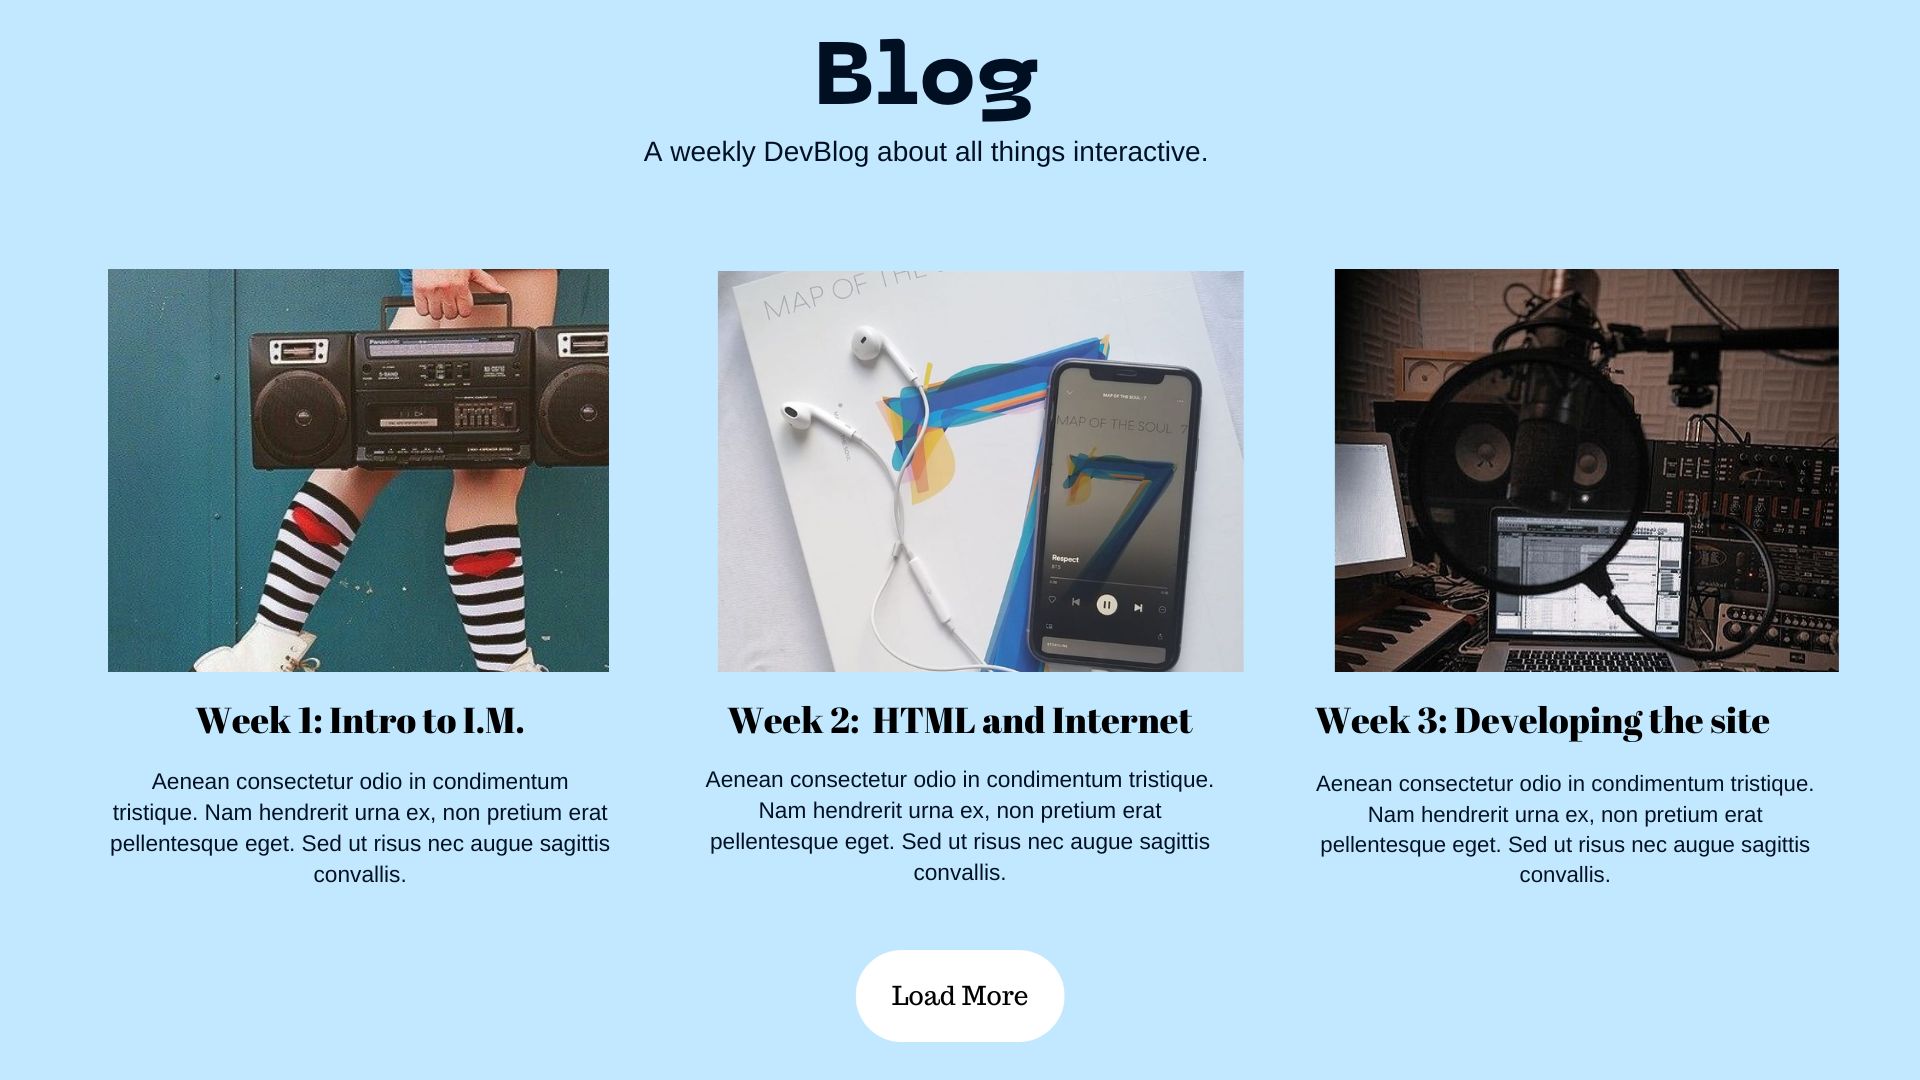 Blog
A weekly DevBlog about all things interactive.
Panasonic
MAP OF THE
MAP OF THE SOUL : 7
MAP OF THE SOUL 7
Respect
BTS
Week 1: Intro to I.M.
Aenean consectetur odio in condimentum
tristique. Nam hendrerit urna ex, non pretium erat
pellentesque eget. Sed ut risus nec augue sagittis
convallis.
Week 2: HTML and Internet
Aenean consectetur odio in condimentum tristique.
Nam hendrerit urna ex, non pretium erat
pellentesque eget. Sed ut risus nec augue sagittis
convallis.
Week 3: Developing the site
Aenean consectetur odio in condimentum tristique.
Nam hendrerit urna ex, non pretium erat
pellentesque eget. Sed ut risus nec augue sagittis
convallis.
Load More